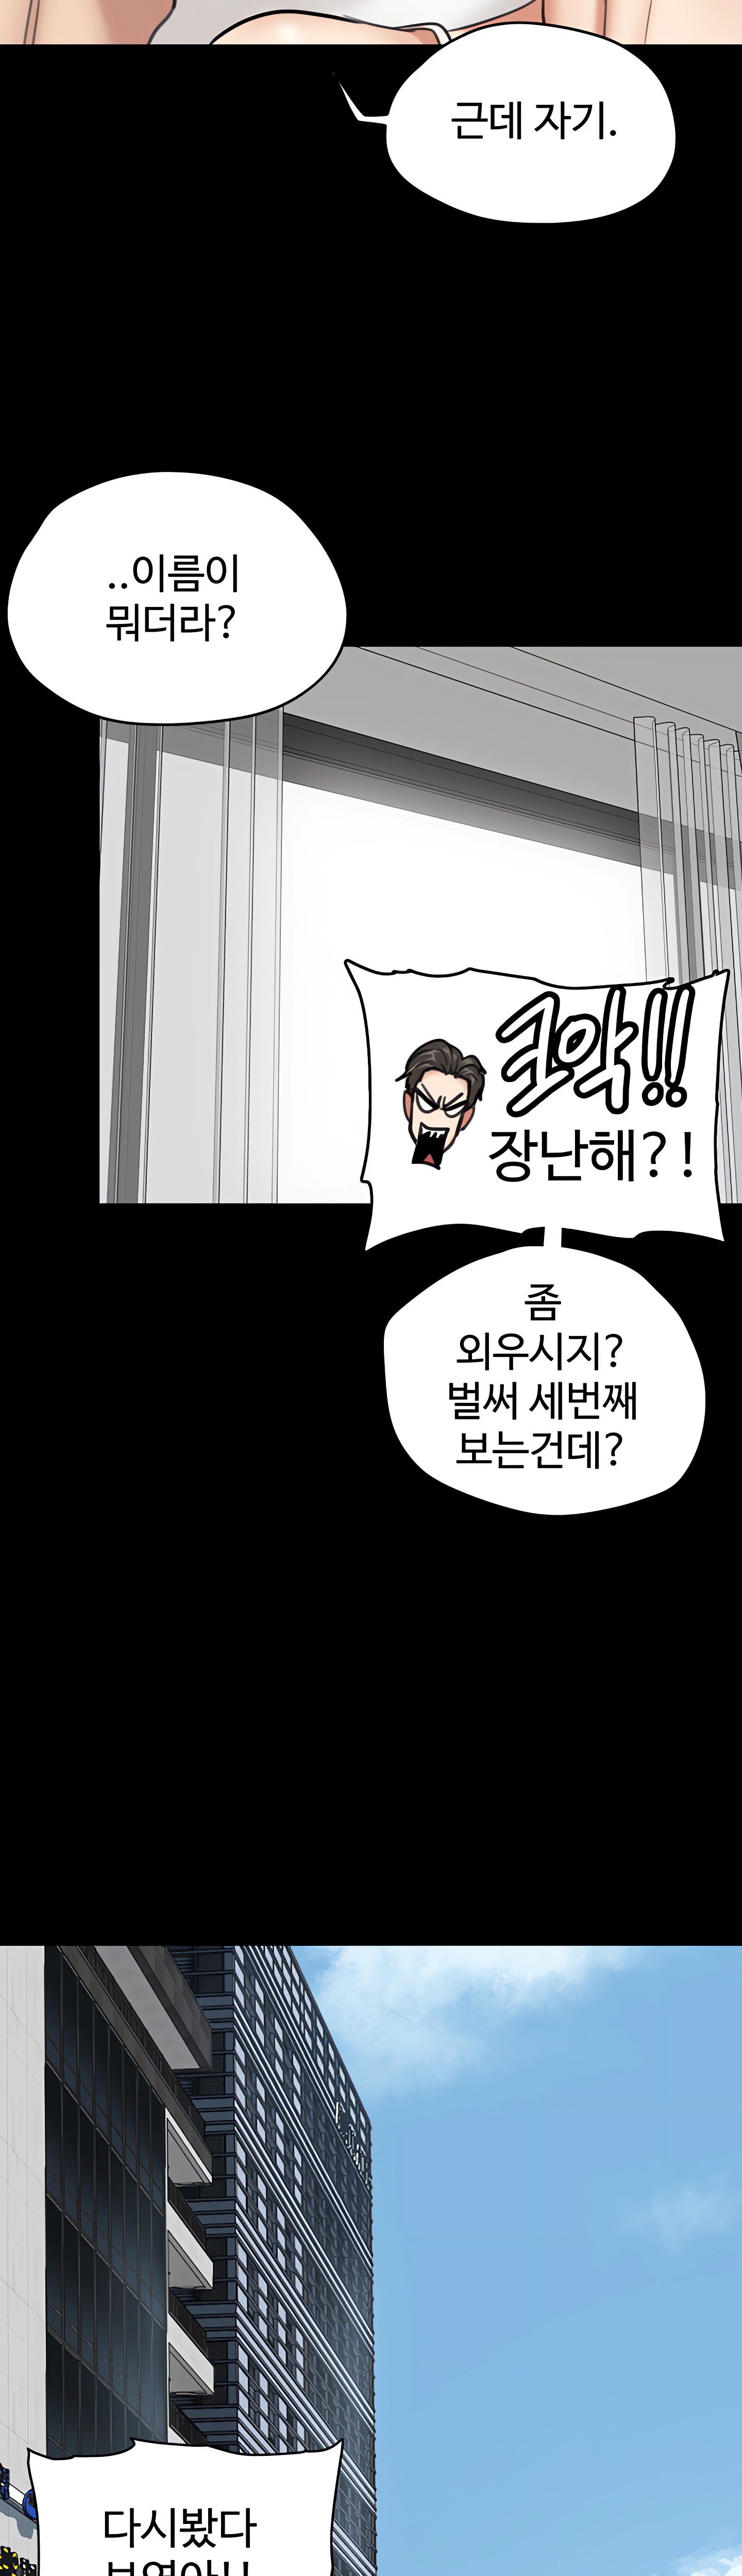 근데 자기.
..이름이
뭐더라?
크악!!
장난해?!
좀
외우시지?
벌써 세번째
보는건데?
다시봤다